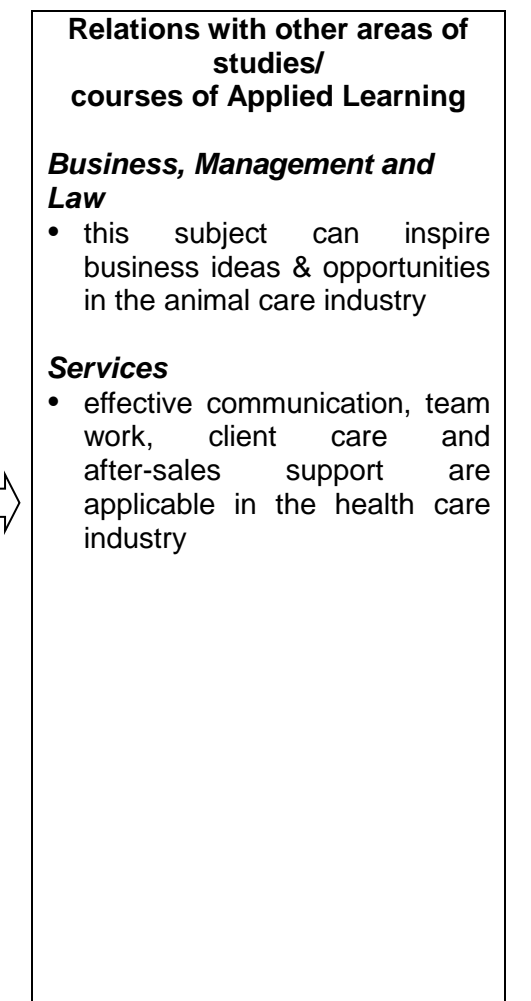 Relations with other areas of
studies/
courses of Applied Learning
Business, Management and
Law
• this subject can inspire
business ideas & opportunities
in the animal care industry
Services
• effective communication, team
work, client care and
after-sales support are
applicable in the health care
industry